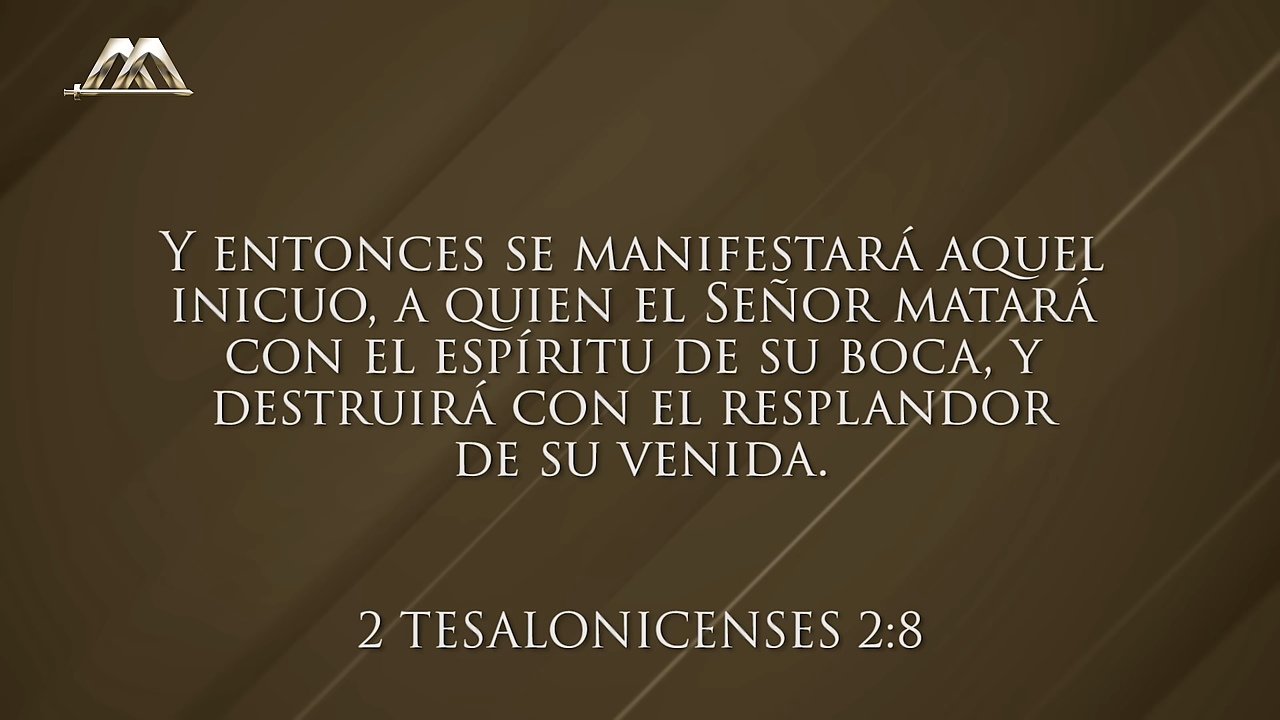 Y ENTONCES SE MANIFESTARÁ AQUEL
INICUO, A QUIEN EL SEÑOR MATARÁ
CON EL ESPÍRITU DE SU BOCA, Y
DESTRUIRÁ CON EL RESPLANDOR
DE SU VENIDA.
2 TESALONICENSES 2:8